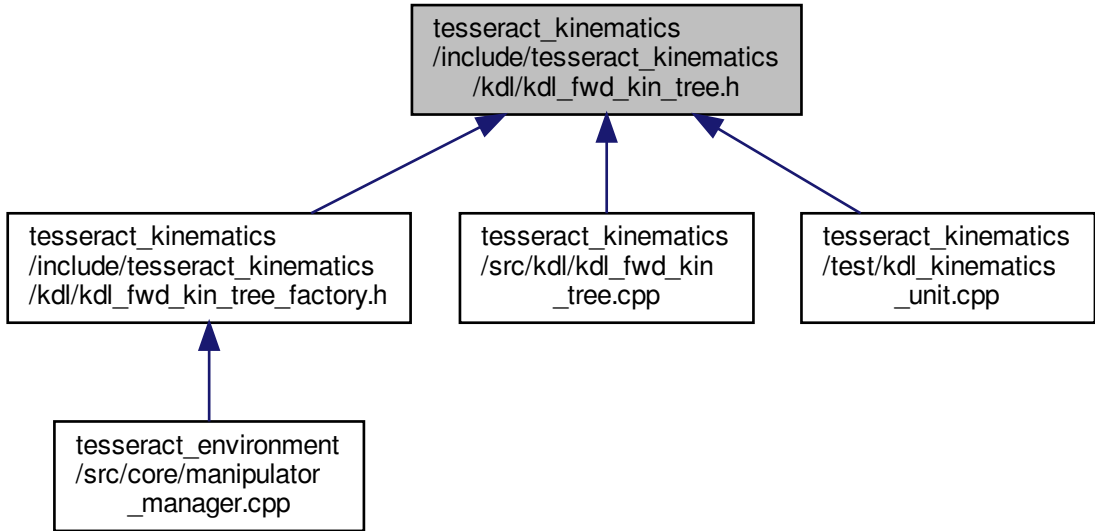 tesseract_kinematics
/include/tesseract_kinematics
/kdl/kdl_fwd_kin_tree.h
tesseract_kinematics
/include/tesseract_kinematics
/kdl/kdl_fwd_kin_tree_factory.h
tesseract_kinematics
/src/kdl/kdl_fwd_kin
_tree.cpp
tesseract_kinematics
/test/kdl_kinematics
_unit.cpp
tesseract_environment
/src/core/manipulator
_manager.cpp